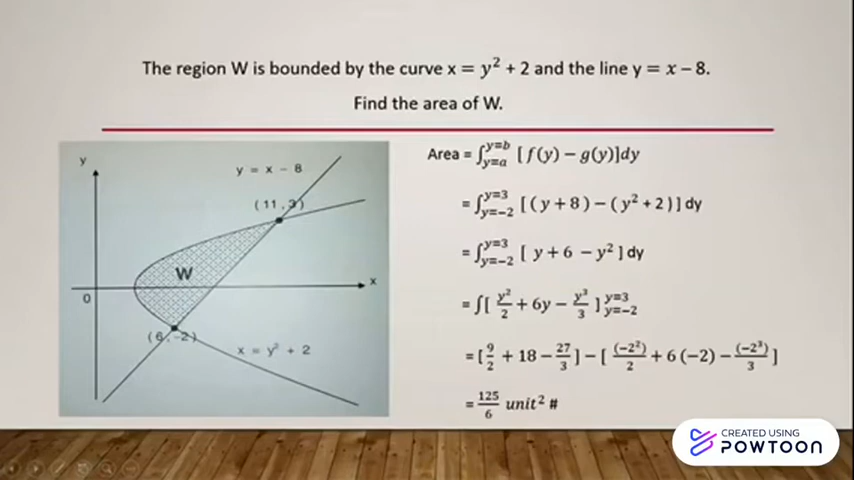 The region W is bounded by the curve x = y² + 2 and the line y = x − 8.
Find the area of W.
y
y = x − 8
(11, 3)
W
x
0
(6, −2)
x = y² + 2
Area = ∫_{y=a}^{y=b} [f(y) − g(y)]dy
= ∫_{y=−2}^{y=3} [(y+8) − (y² + 2)] dy
= ∫_{y=−2}^{y=3} [ y + 6 − y² ] dy
= ∫[ y²/2 + 6y − y³/3 ]_{y=−2}^{y=3}
= [9/2 + 18 − 27/3] − [ (−2²)/2 + 6 (−2) − (−2³)/3 ]
= 125/6 unit² #
CREATED USING
POWTOON